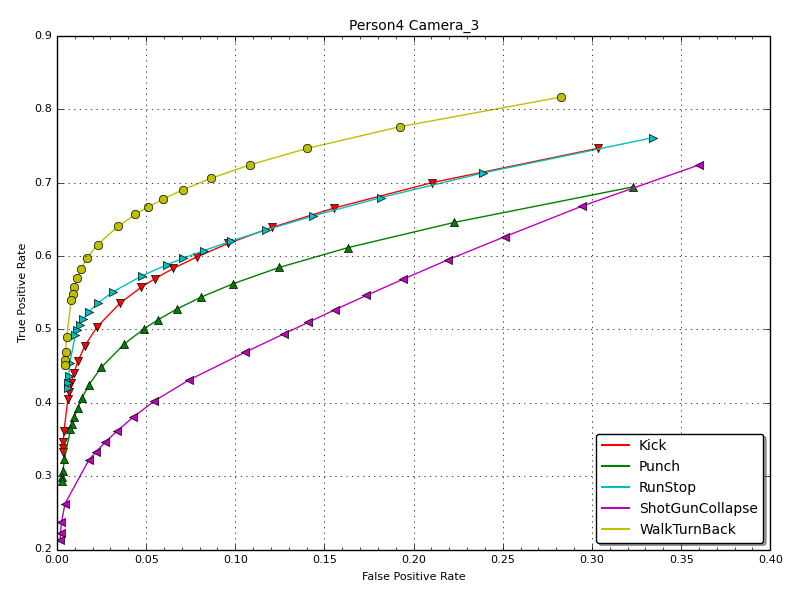 Person4 Camera_3
0.9
0.8
0.7
0.6
0.5
0.4
0.3
0.2
True Positive Rate
0.00 0.05 0.10 0.15 0.20 0.25 0.30 0.35 0.40
False Positive Rate
Kick
Punch
RunStop
ShotGunCollapse
WalkTurnBack